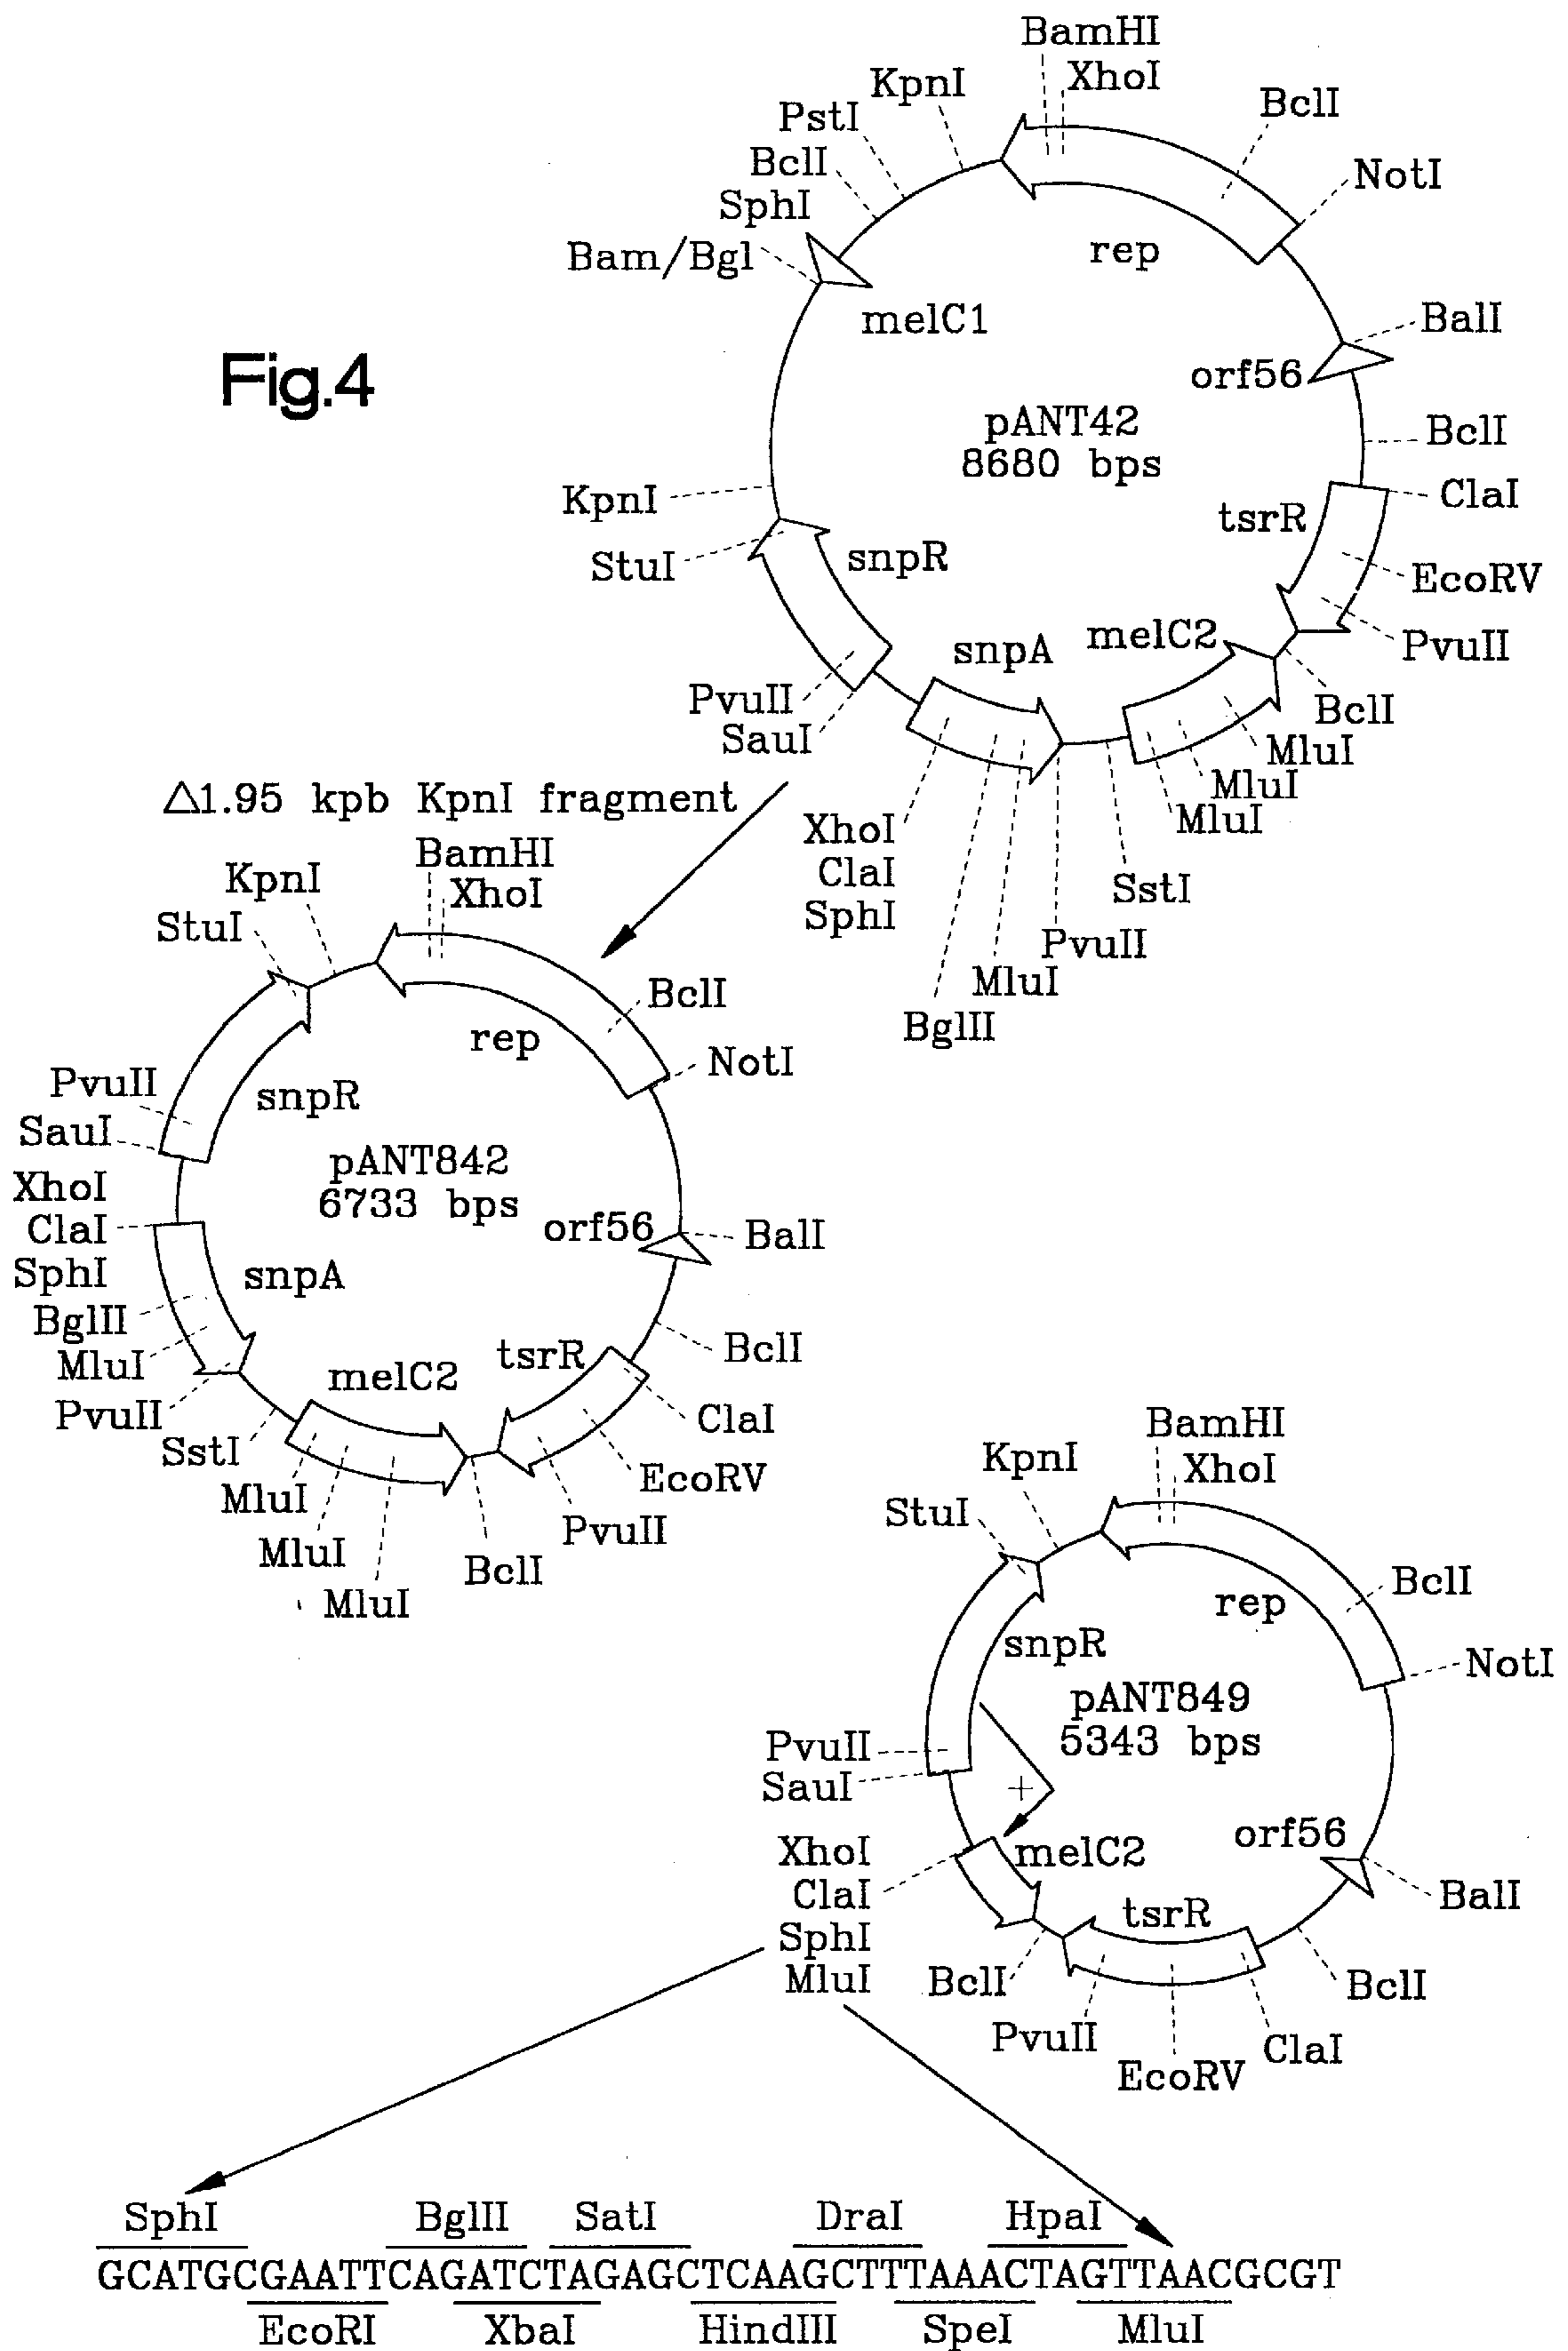 Fig.4
BamHI
XhoI
KpnI
PstI
BclI
SphI
Bam/Bgl
BclI
NotI
rep
melC1
BalI
orf56
pANT42
8680 bps
BclI
ClaI
tsrR
EcoRV
PvuII
KpnI
StuI
snpR
snpA
melC2
PvuII
SauI
BclI
MluI
MluI
MluI
XhoI
ClaI
SphI
SstI
PvuII
MluI
BglII
△1.95 kpb KpnI fragment
BamHI
XhoI
KpnI
StuI
BclI
NotI
rep
PvuII
SauI
snpR
pANT842
6733 bps
XhoI
ClaI
SphI
BglII
MluI
PvuII
SstI
snpA
orf56
BalI
BclI
tsrR
melC2
ClaI
EcoRV
PvuII
BclI
MluI
MluI
MluI
BamHI
XhoI
KpnI
StuI
BclI
rep
NotI
snpR
pANT849
5343 bps
PvuII
SauI
+
XhoI
ClaI
SphI
MluI
melC2
orf56
BalI
tsrR
BclI
BclI
PvuII
EcoRV
ClaI
SphI BglII SatI DraI HpaI
GCATGCGAATTCAGATCTAGAGCTCAAGCTTTAAACTAGTTAACGCGT
EcoRI XbaI HindIII SpeI MluI